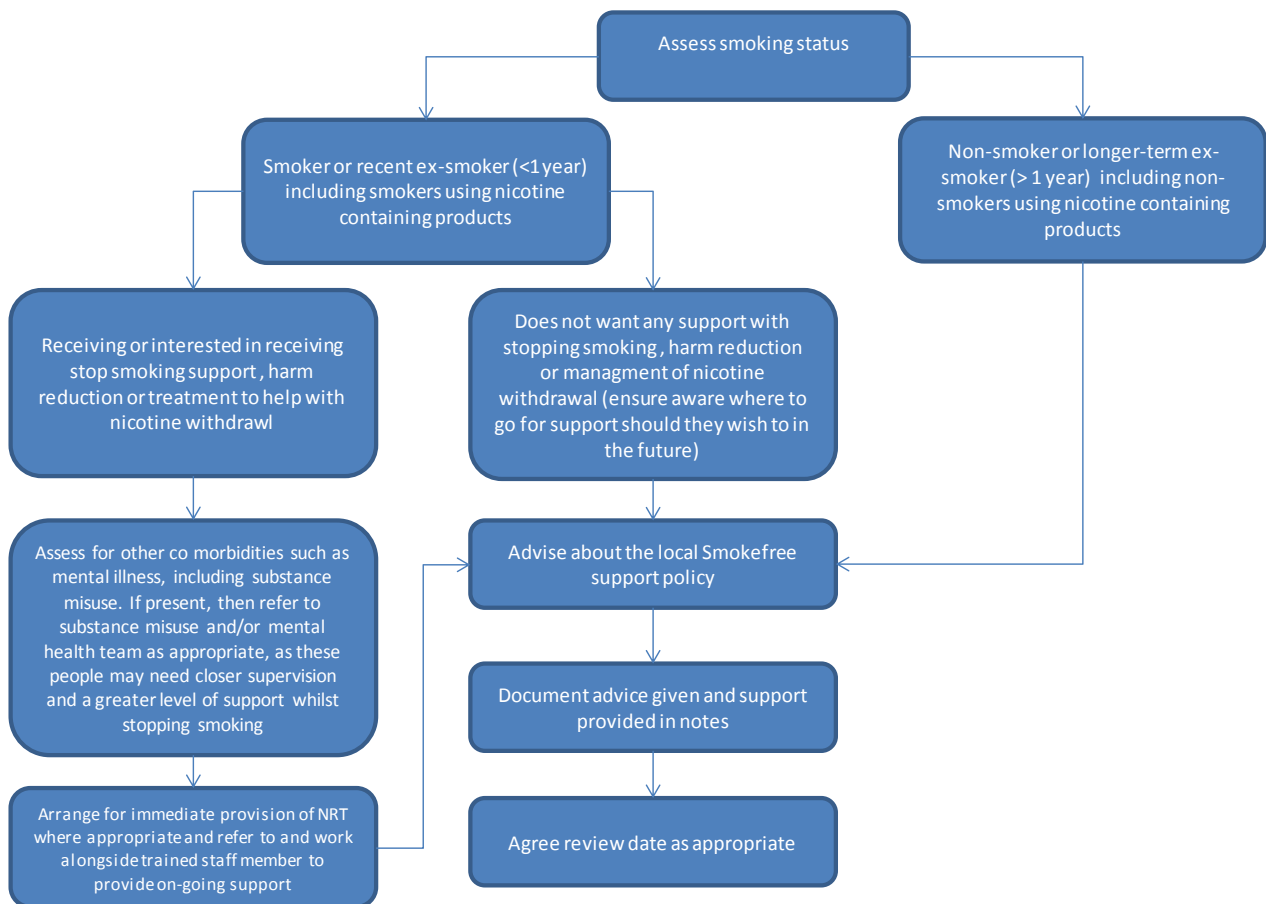 Assess smoking status
Smoker or recent ex-smoker (<1 year)
including smokers using nicotine
containing products
Non-smoker or longer-term ex-
smoker (> 1 year) including non-
smokers using nicotine containing
products
Receiving or interested in receiving
stop smoking support , harm
reduction or treatment to help with
nicotine withdrawl
Does not want any support with
stopping smoking , harm reduction
or managment of nicotine
withdrawal (ensure aware where to
go for support should they wish to in
the future)
Assess for other co morbidities such as
mental illness, including substance
misuse. If present, then refer to
substance misuse and/or mental
health team as appropriate, as these
people may need closer supervision
and a greater level of support whilst
stopping smoking
Advise about the local Smokefree
support policy
Document advice given and support
provided in notes
Arrange for immediate provision of NRT
where appropriate and refer to and work
alongside trained staff member to
provide on-going support
Agree review date as appropriate